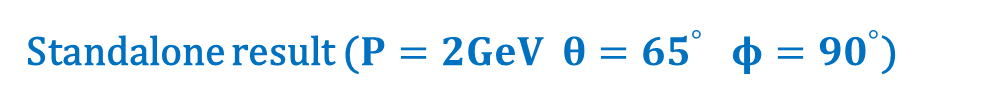 Standalone result (P = 2GeV θ = 65° ϕ = 90°)